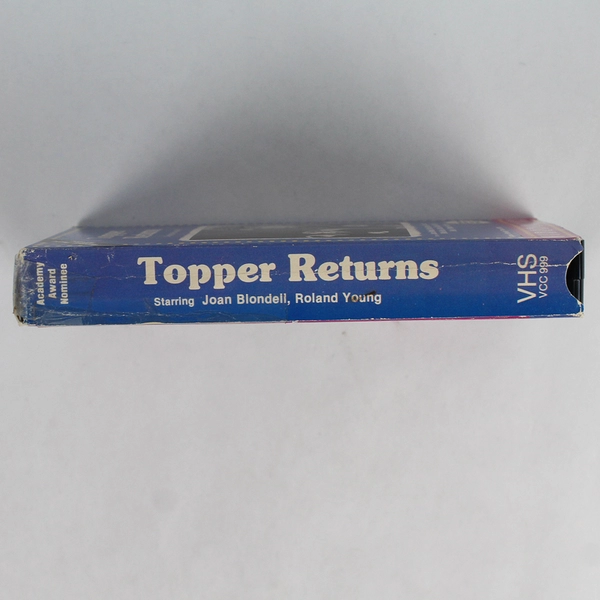 Academy
Award
Nominee
Topper Returns
Starring Joan Blondell, Roland Young
VHS
VCC 999